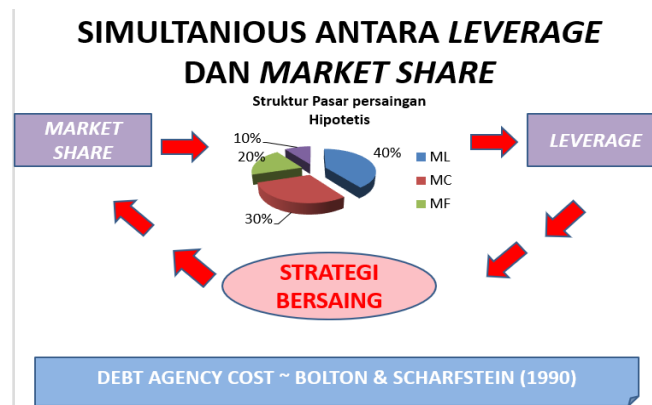 SIMULTANIOUS ANTARA LEVERAGE
DAN MARKET SHARE
Struktur Pasar persaingan
Hipotetis
MARKET
SHARE
10%
20%
30%
40%
ML
MC
MF
LEVERAGE
STRATEGI
BERSAING
DEBT AGENCY COST ~ BOLTON & SCHARFSTEIN (1990)